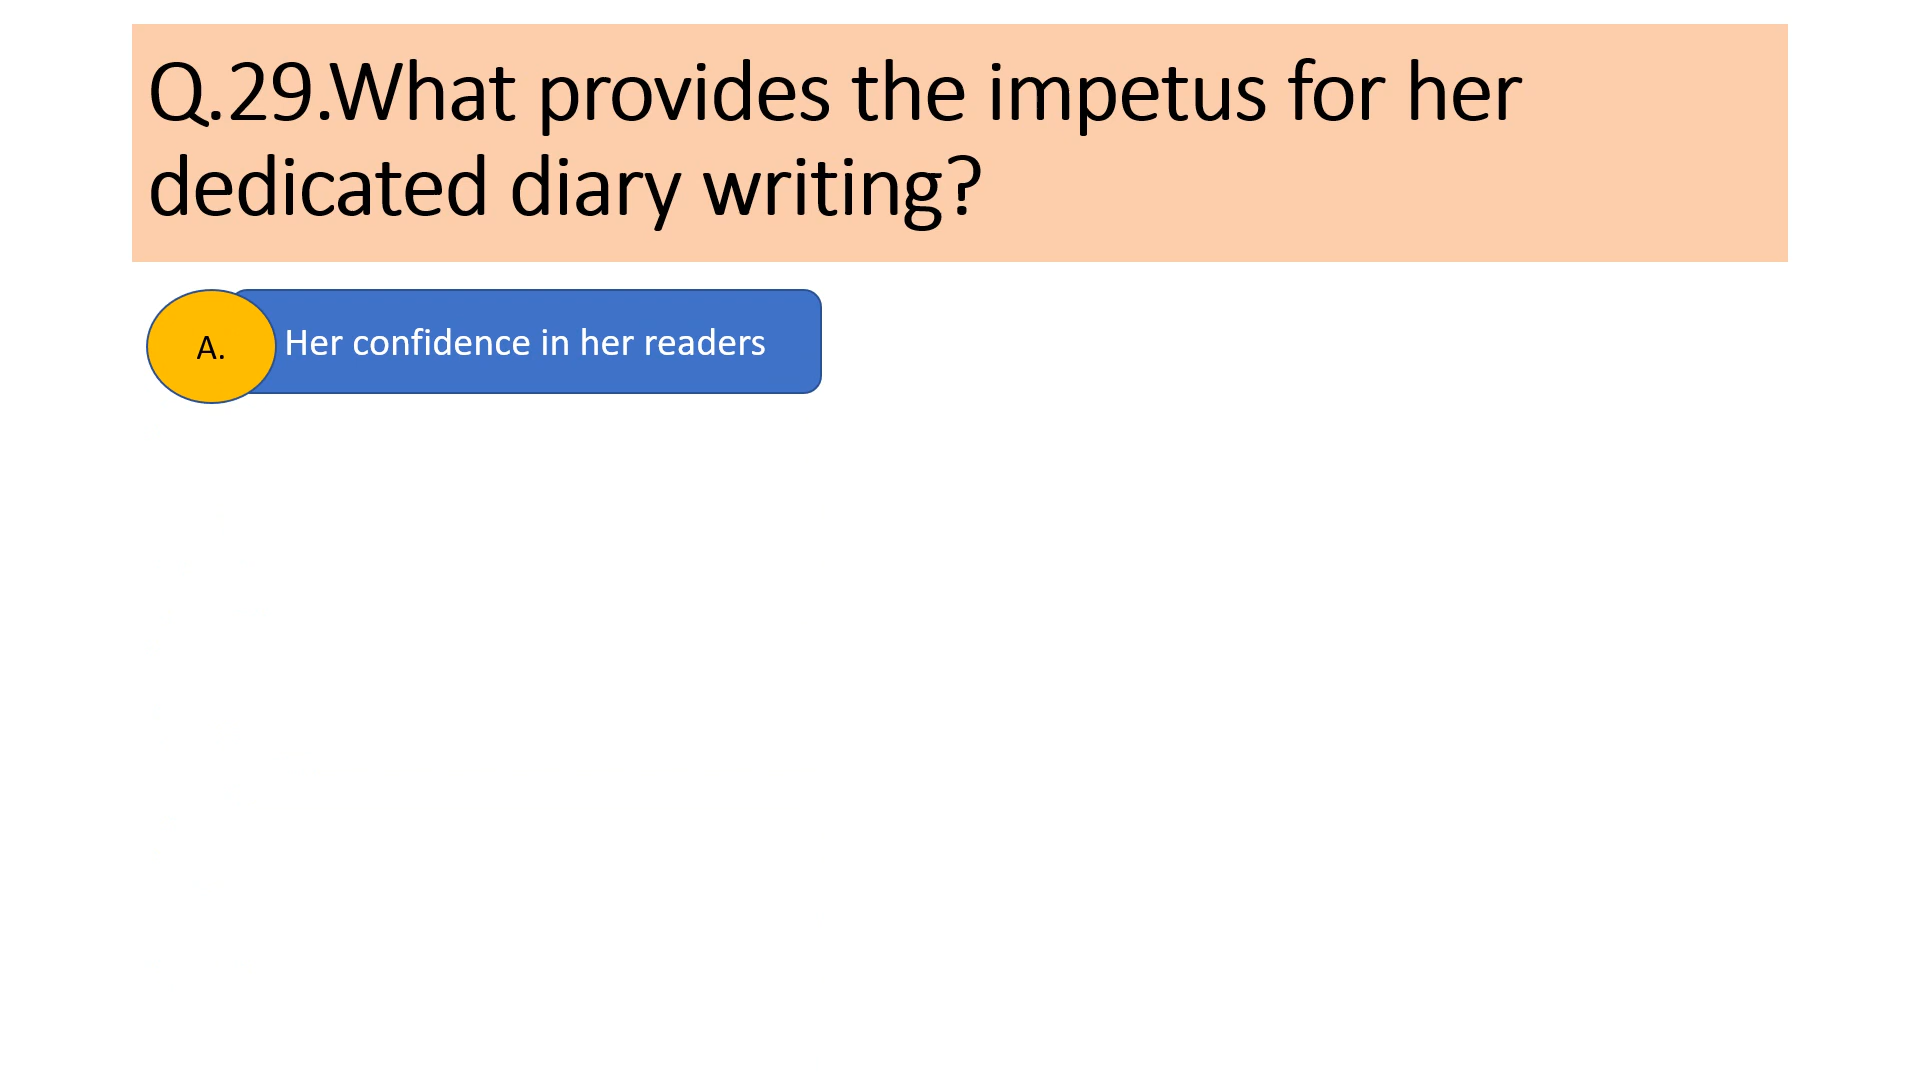 Q.29.What provides the impetus for her
dedicated diary writing?
A. Her confidence in her readers